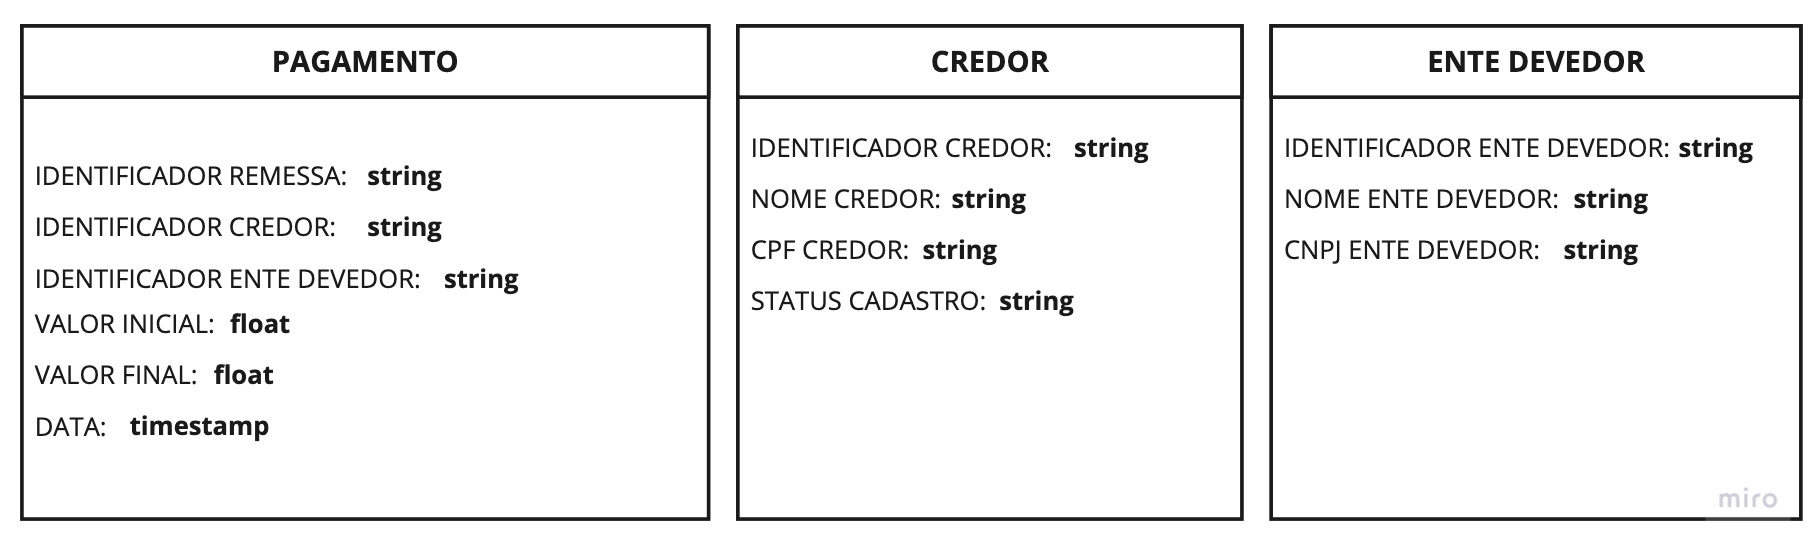 PAGAMENTO
IDENTIFICADOR REMESSA: string
IDENTIFICADOR CREDOR: string
IDENTIFICADOR ENTE DEVEDOR: string
VALOR INICIAL: float
VALOR FINAL: float
DATA: timestamp
CREDOR
IDENTIFICADOR CREDOR: string
NOME CREDOR: string
CPF CREDOR: string
STATUS CADASTRO: string
ENTE DEVEDOR
IDENTIFICADOR ENTE DEVEDOR: string
NOME ENTE DEVEDOR: string
CNPJ ENTE DEVEDOR: string
miro